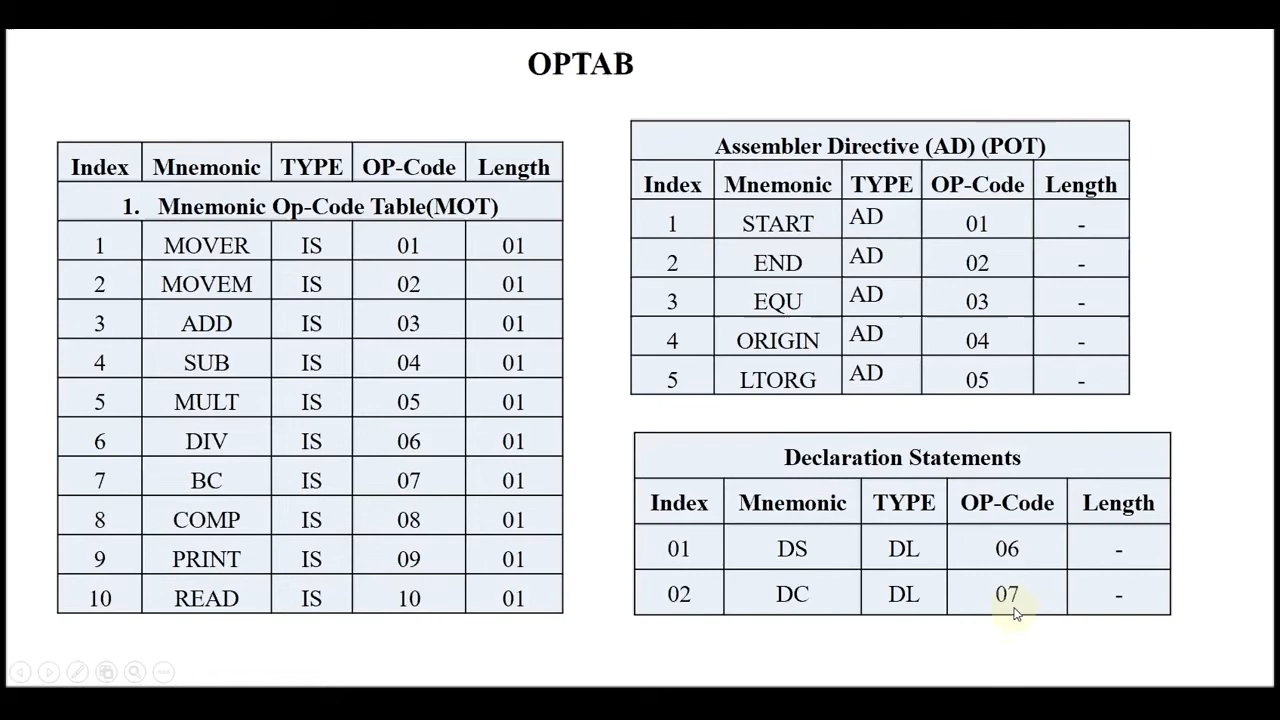 OPTAB
Index Mnemonic TYPE OP-Code Length
1. Mnemonic Op-Code Table(MOT)
1 MOVER IS 01 01
2 MOVEM IS 02 01
3 ADD IS 03 01
4 SUB IS 04 01
5 MULT IS 05 01
6 DIV IS 06 01
7 BC IS 07 01
8 COMP IS 08 01
9 PRINT IS 09 01
10 READ IS 10 01
Assembler Directive (AD) (POT)
Index Mnemonic TYPE OP-Code Length
1 START AD 01 -
2 END AD 02 -
3 EQU AD 03 -
4 ORIGIN AD 04 -
5 LTORG AD 05 -
Declaration Statements
Index Mnemonic TYPE OP-Code Length
01 DS DL 06 -
02 DC DL 07 -